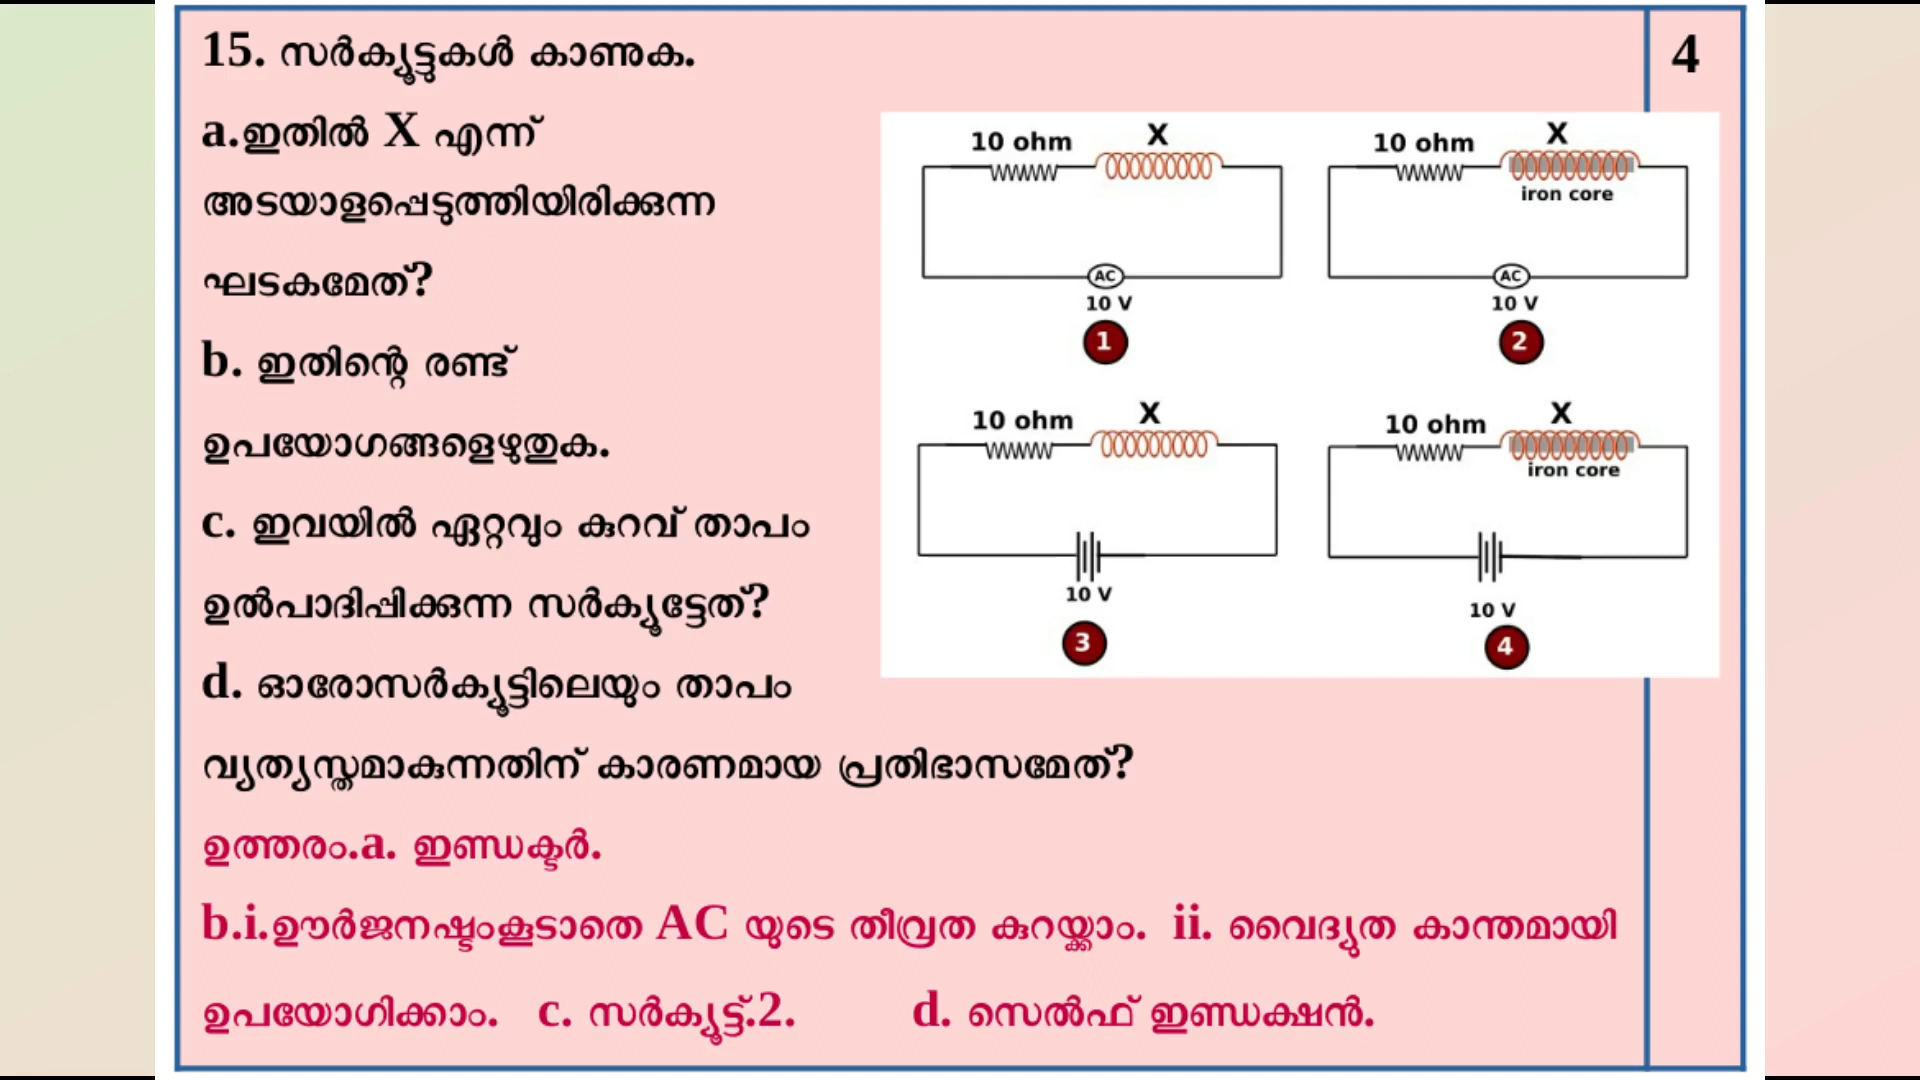 15. സർക്യൂട്ടുകൾ കാണുക.
4
a.ഇതിൽ X എന്ന്
അടയാളപ്പെടുത്തിയിരിക്കുന്ന
ഘടകമേത്?
b. ഇതിന്റെ രണ്ട്
ഉപയോഗങ്ങളെഴുതുക.
c. ഇവയിൽ ഏറ്റവും കുറവ് താപം
ഉൽപാദിപ്പിക്കുന്ന സർക്യൂട്ടേത്?
d. ഓരോസർക്യൂട്ടിലെയും താപം
വ്യത്യസ്തമാകുന്നതിന് കാരണമായ പ്രതിഭാസമേത്?
10 ohm X
AC
10 V
1
10 ohm X
iron core
AC
10 V
2
10 ohm X
10 V
3
10 ohm X
iron core
10 V
4
ഉത്തരം.a. ഇണ്ഡക്ടർ.
b.i.ഊർജനഷ്ടംകൂടാതെ AC യുടെ തീവ്രത കുറയ്ക്കാം. ii. വൈദ്യുത കാന്തമായി
ഉപയോഗിക്കാം. c. സർക്യൂട്ട്.2. d. സെൽഫ് ഇണ്ഡക്ഷൻ.